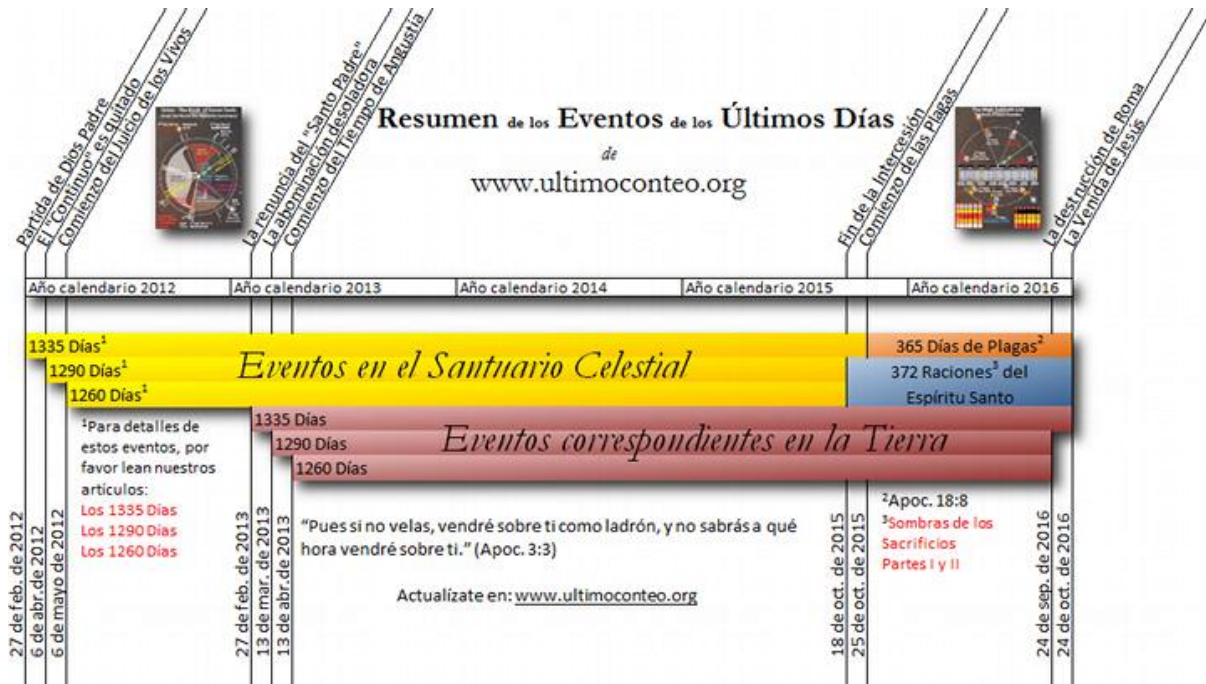 Partida de Dios Padre
El "Continuo" es quitado
Comienzo del Juicio de los Vivos
La renuncia del "Santo Padre"
La abominación desoladora
Comienzo del Tiempo de Angustia
Resumen de los Eventos de los Últimos Días
de
www.ultimoconteo.org
Fin de la Intercesión
Comienzo de las Plagas
La destrucción de Roma
La Venida de Jesús
Año calendario 2012
Año calendario 2013
Año calendario 2014
Año calendario 2015
Año calendario 2016
1335 Días¹
1290 Días¹
1260 Días¹
Eventos en el Santuario Celestial
365 Días de Plagas²
372 Raciones³ del
Espíritu Santo
1335 Días
1290 Días
1260 Días
Eventos correspondientes en la Tierra
¹Para detalles de
estos eventos, por
favor lean nuestros
artículos:
Los 1335 Días
Los 1290 Días
Los 1260 Días
"Pues si no velas, vendré sobre ti como ladrón, y no sabrás a qué
hora vendré sobre ti." (Apoc. 3:3)
Actualízate en: www.ultimoconteo.org
²Apoc. 18:8
³Sombras de los
Sacrificios
Partes I y II
27 de feb. de 2012
6 de abr. de 2012
6 de mayo de 2012
27 de feb. de 2013
13 de mar. de 2013
13 de abr. de 2013
18 de oct. de 2015
25 de oct. de 2015
24 de sep. de 2016
24 de oct. de 2016